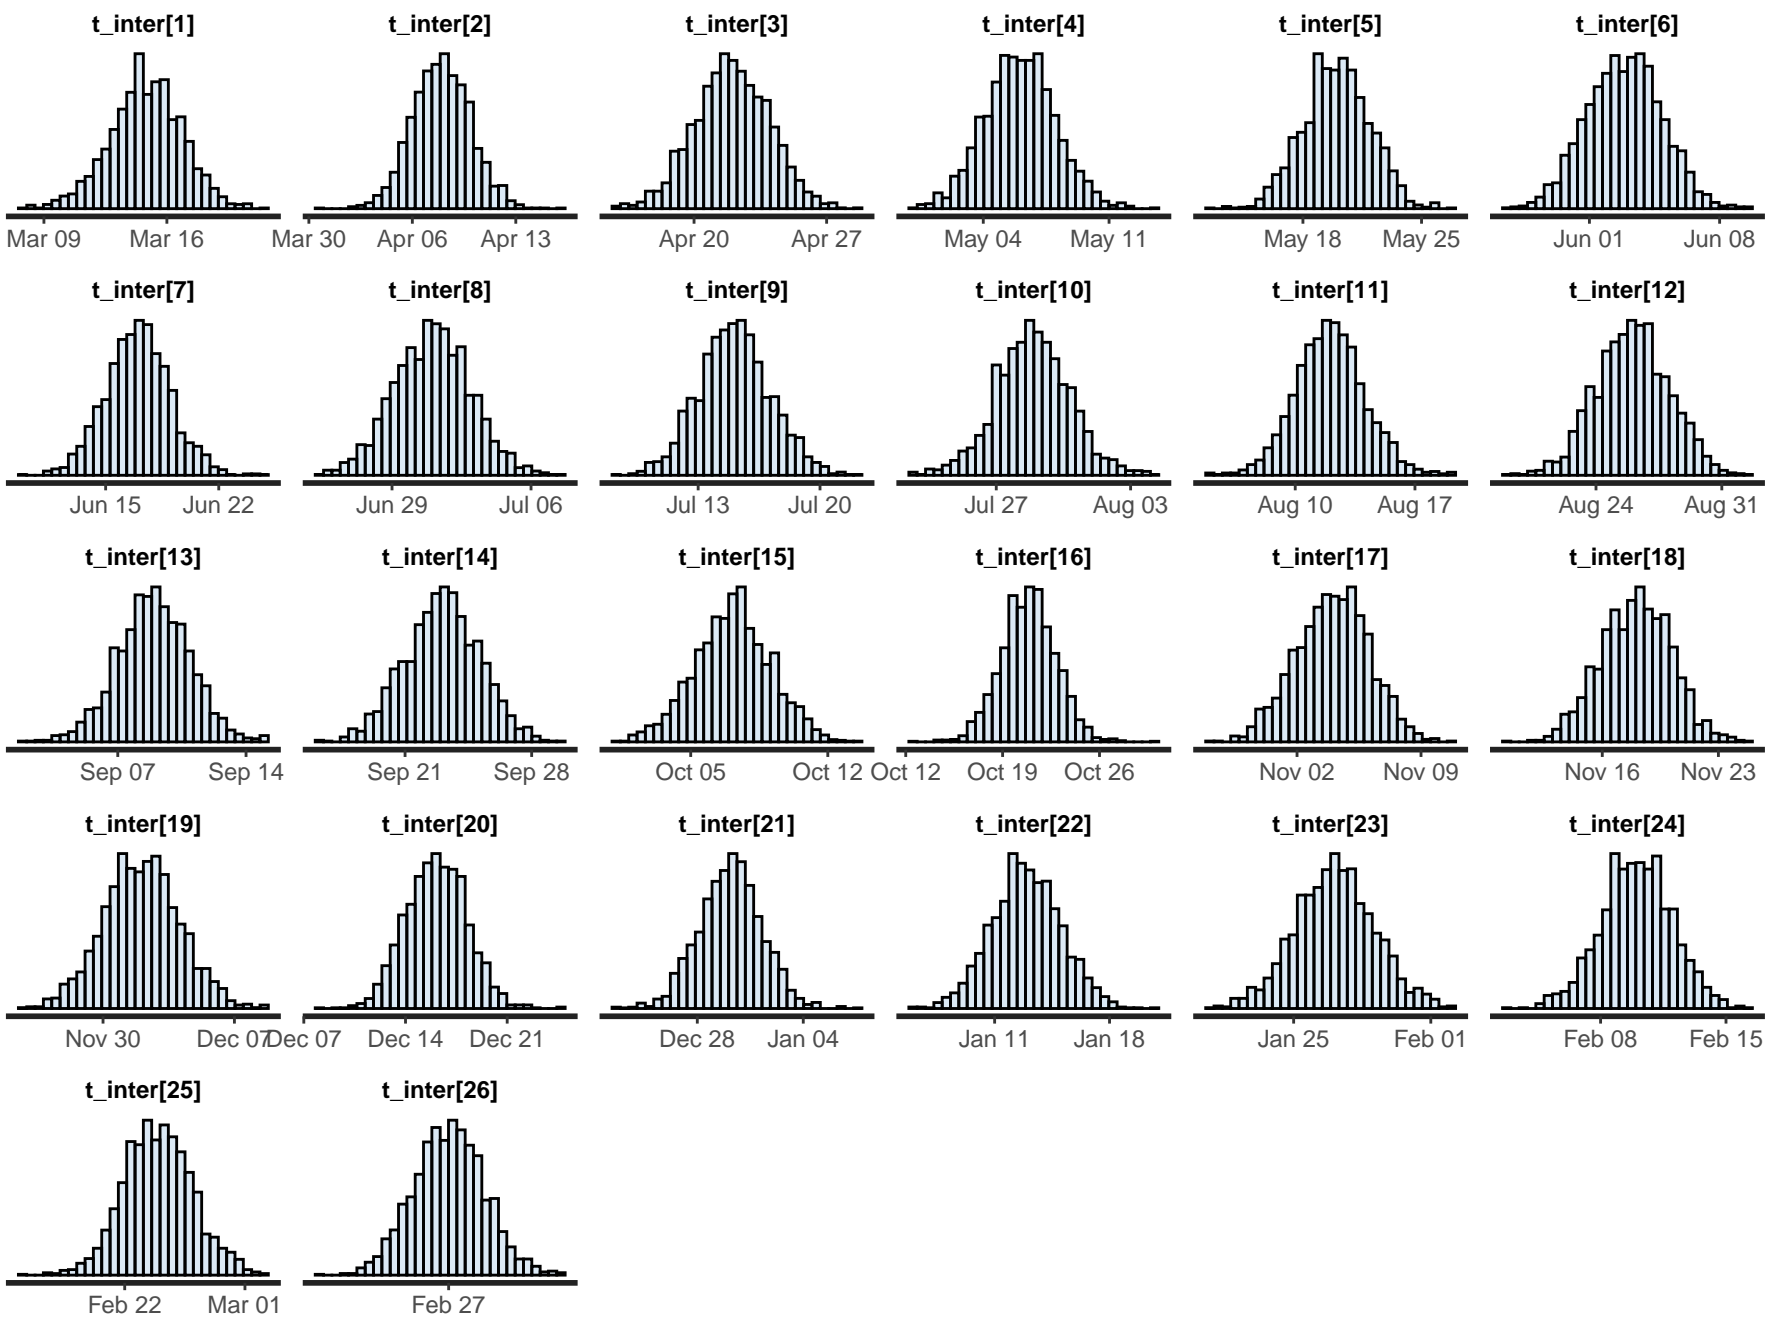 t_inter[1] t_inter[2] t_inter[3] t_inter[4] t_inter[5] t_inter[6]
Mar 09 Mar 16 Mar 30 Apr 06 Apr 13 Apr 20 Apr 27 May 04 May 11 May 18 May 25 Jun 01 Jun 08
t_inter[7] t_inter[8] t_inter[9] t_inter[10] t_inter[11] t_inter[12]
Jun 15 Jun 22 Jun 29 Jul 06 Jul 13 Jul 20 Jul 27 Aug 03 Aug 10 Aug 17 Aug 24 Aug 31
t_inter[13] t_inter[14] t_inter[15] t_inter[16] t_inter[17] t_inter[18]
Sep 07 Sep 14 Sep 21 Sep 28 Oct 05 Oct 12 Oct 12 Oct 19 Oct 26 Nov 02 Nov 09 Nov 16 Nov 23
t_inter[19] t_inter[20] t_inter[21] t_inter[22] t_inter[23] t_inter[24]
Nov 30 Dec 07 Dec 07 Dec 14 Dec 21 Dec 28 Jan 04 Jan 11 Jan 18 Jan 25 Feb 01 Feb 08 Feb 15
t_inter[25] t_inter[26]
Feb 22 Mar 01 Feb 27